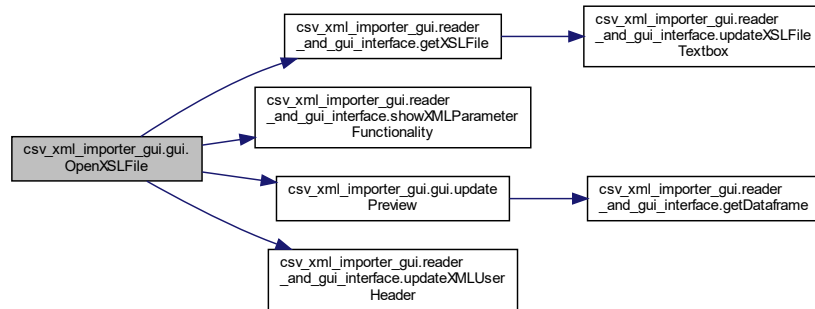 csv_xml_importer_gui.reader
_and_gui_interface.getXSLFile
csv_xml_importer_gui.reader
_and_gui_interface.updateXSLFile
Textbox
csv_xml_importer_gui.reader
_and_gui_interface.showXMLParameter
Functionality
csv_xml_importer_gui.gui.
OpenXSLFile
csv_xml_importer_gui.gui.update
Preview
csv_xml_importer_gui.reader
_and_gui_interface.getDataframe
csv_xml_importer_gui.reader
_and_gui_interface.updateXMLUser
Header